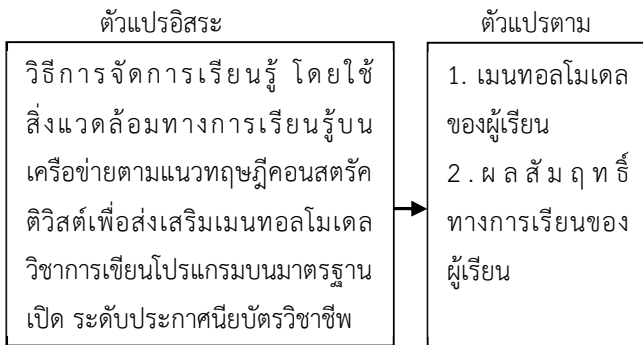 ตัวแปรอิสระ
วิธีการจัดการเรียนรู้ โดยใช้
สิ่งแวดล้อมทางการเรียนรู้บน
เครือข่ายตามแนวทฤษฎีคอนสตรัค
ติวิสต์เพื่อส่งเสริมเมนทอลโมเดล
วิชาการเขียนโปรแกรมบนมาตรฐาน
เปิด ระดับประกาศนียบัตรวิชาชีพ
ตัวแปรตาม
1. เมนทอลโมเดล
ของผู้เรียน
2.ผลสัมฤทธิ์
ทางการเรียนของ
ผู้เรียน